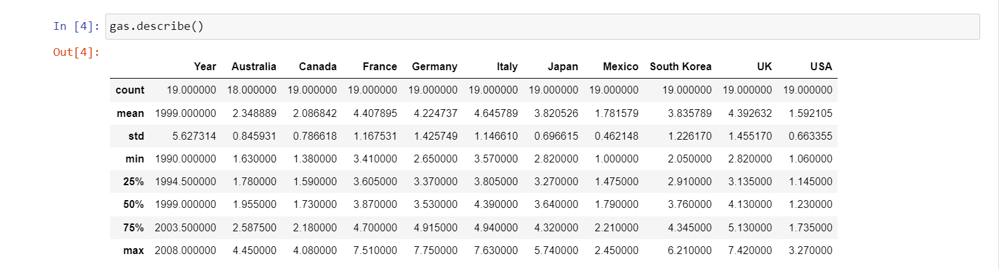 In [4]: gas.describe()
Out[4]:
Year Australia Canada France Germany Italy Japan Mexico South Korea UK USA
count 19.000000 18.000000 19.000000 19.000000 19.000000 19.000000 19.000000 19.000000 19.000000 19.000000 19.000000
mean 1999.000000 2.348889 2.086842 4.407895 4.224737 4.645789 3.820526 1.781579 3.835789 4.392632 1.592105
std 5.627314 0.845931 0.786618 1.167531 1.425749 1.146610 0.696615 0.462148 1.226170 1.455170 0.663355
min 1990.000000 1.630000 1.380000 3.410000 2.650000 3.570000 2.820000 1.000000 2.050000 2.820000 1.060000
25% 1994.500000 1.780000 1.590000 3.605000 3.370000 3.805000 3.270000 1.475000 2.910000 3.135000 1.145000
50% 1999.000000 1.955000 1.730000 3.870000 3.530000 4.390000 3.640000 1.790000 3.760000 4.130000 1.230000
75% 2003.500000 2.587500 2.180000 4.700000 4.915000 4.940000 4.320000 2.210000 4.345000 5.130000 1.735000
max 2008.000000 4.450000 4.080000 7.510000 7.750000 7.630000 5.740000 2.450000 6.210000 7.420000 3.270000